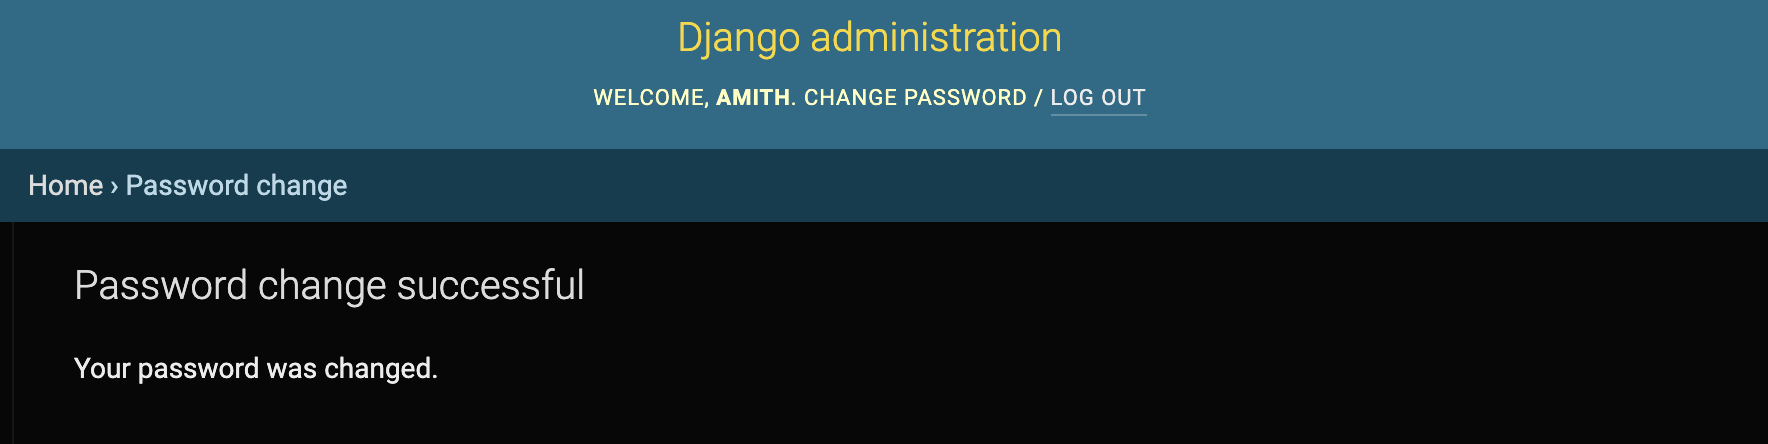 Django administration
WELCOME, AMITH. CHANGE PASSWORD / LOG OUT
Home › Password change
Password change successful
Your password was changed.